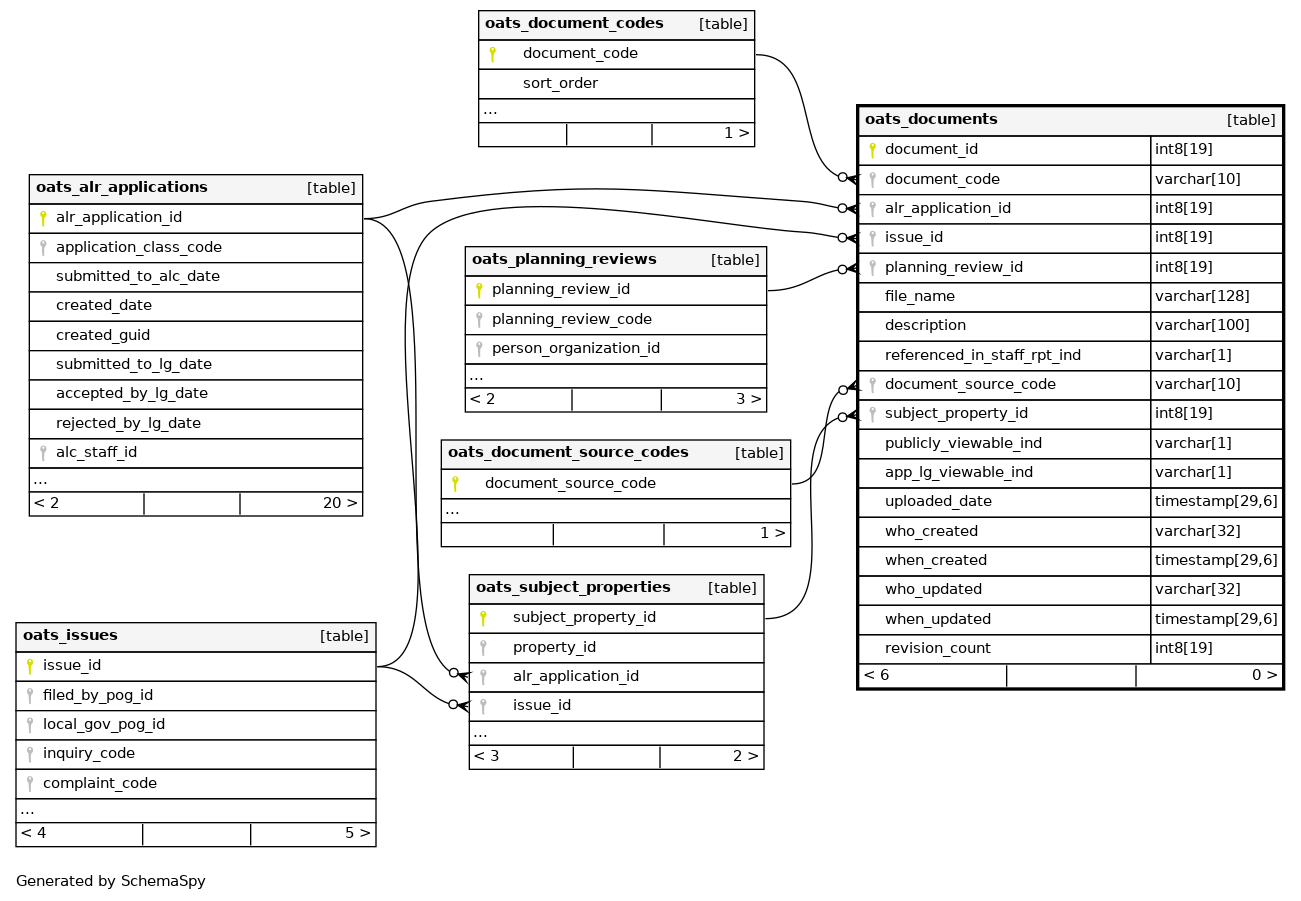 oats_document_codes [table]
document_code
sort_order
...
1 >
oats_documents [table]
document_id int8[19]
document_code varchar[10]
alr_application_id int8[19]
issue_id int8[19]
planning_review_id int8[19]
file_name varchar[128]
description varchar[100]
referenced_in_staff_rpt_ind varchar[1]
document_source_code varchar[10]
subject_property_id int8[19]
publicly_viewable_ind varchar[1]
app_lg_viewable_ind varchar[1]
uploaded_date timestamp[29,6]
who_created varchar[32]
when_created timestamp[29,6]
who_updated varchar[32]
when_updated timestamp[29,6]
revision_count int8[19]
< 6 0 >
oats_alr_applications [table]
alr_application_id
application_class_code
submitted_to_alc_date
created_date
created_guid
submitted_to_lg_date
accepted_by_lg_date
rejected_by_lg_date
alc_staff_id
...
< 2 20 >
oats_planning_reviews [table]
planning_review_id
planning_review_code
person_organization_id
...
< 2 3 >
oats_document_source_codes [table]
document_source_code
...
1 >
oats_subject_properties [table]
subject_property_id
property_id
alr_application_id
issue_id
...
< 3 2 >
oats_issues [table]
issue_id
filed_by_pog_id
local_gov_pog_id
inquiry_code
complaint_code
...
< 4 5 >
Generated by SchemaSpy